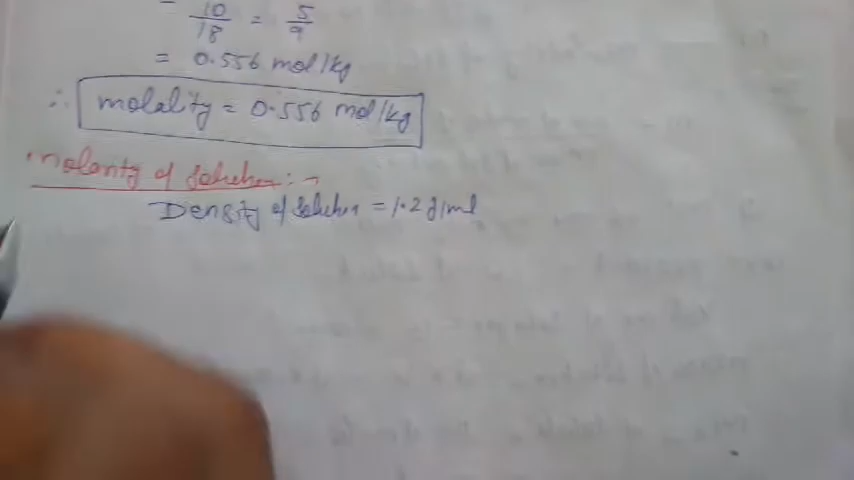 = 10/18 = 5/9
= 0.556 mol/kg
∴ molality = 0.556 mol/kg
molarity of solution :-
Density of solution = 1.2 g/ml